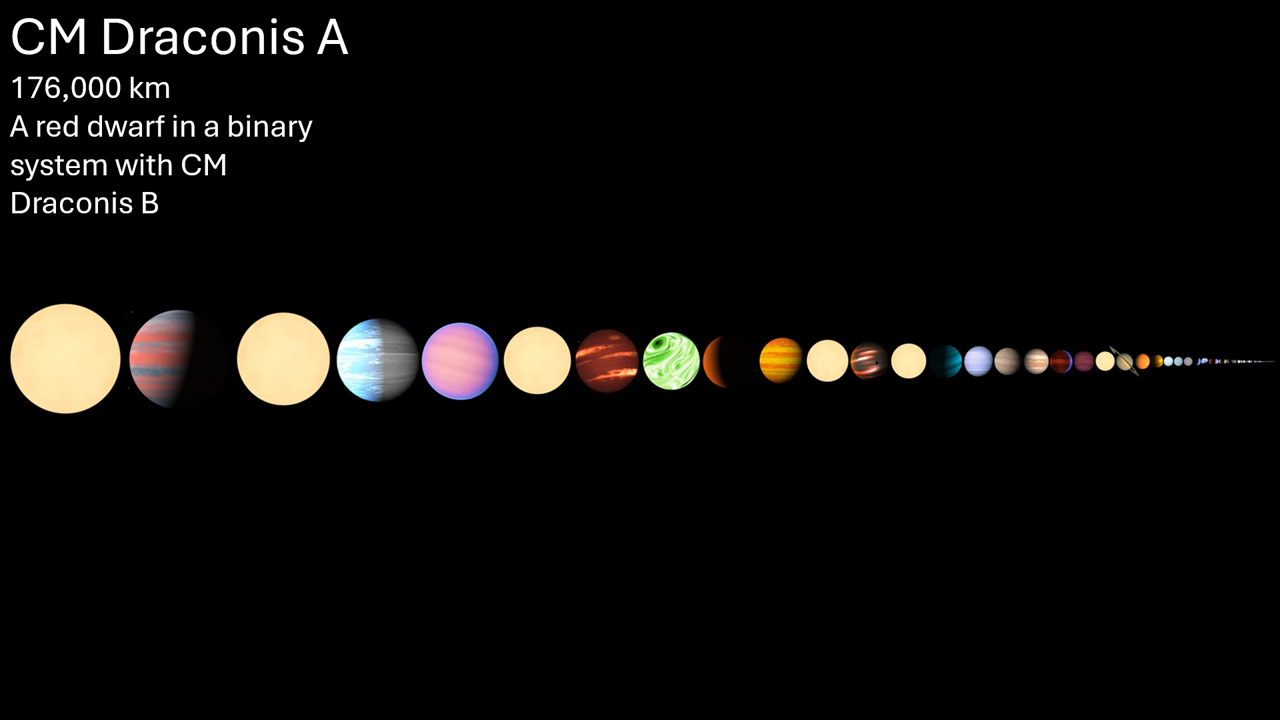 CM Draconis A
176,000 km
A red dwarf in a binary
system with CM
Draconis B